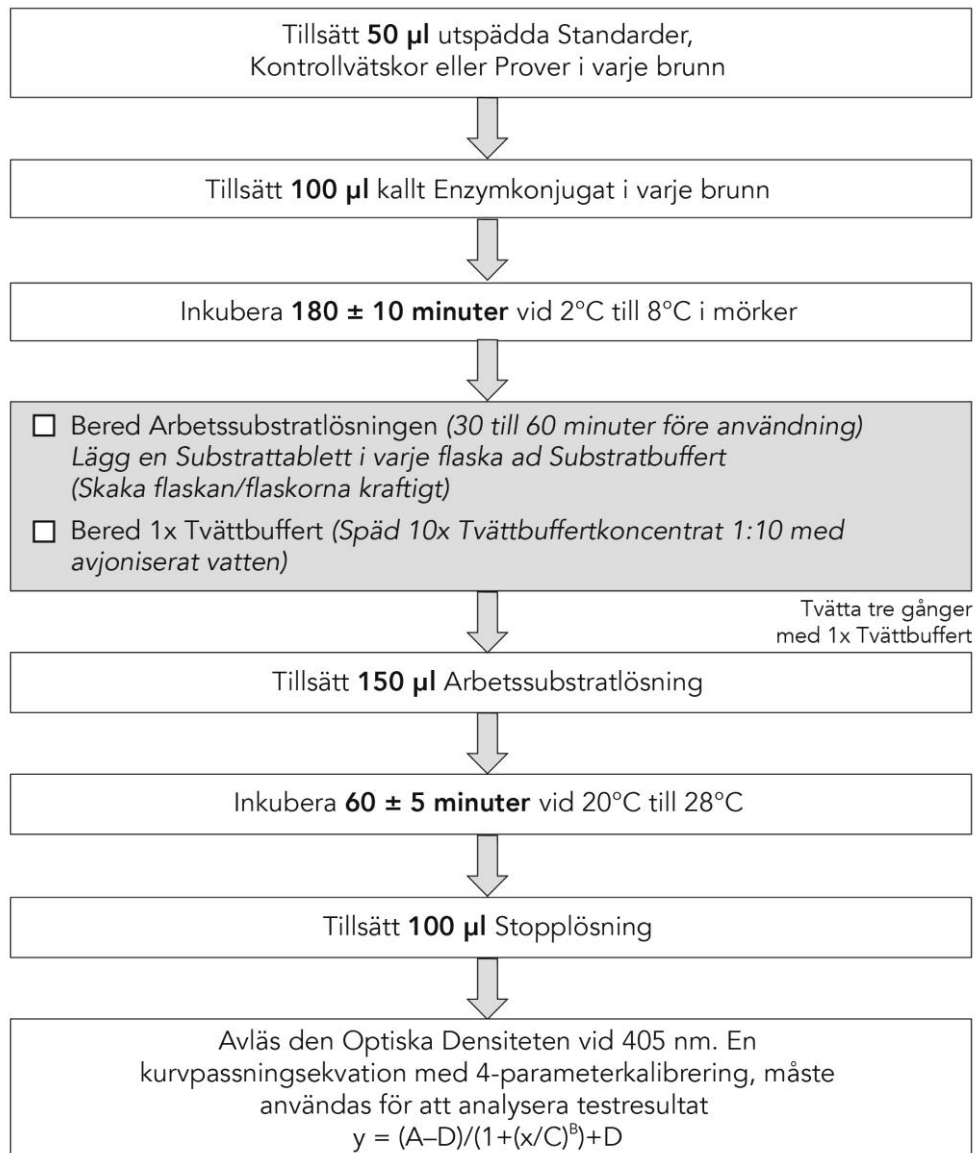 Tillsätt 50 µl utspädda Standarder,
Kontrollvätskor eller Prover i varje brunn
Tillsätt 100 µl kallt Enzymkonjugat i varje brunn
Inkubera 180 ± 10 minuter vid 2°C till 8°C i mörker
☐ Bered Arbetssubstratlösningen (30 till 60 minuter före användning)
Lägg en Substrattablett i varje flaska ad Substratbuffert
(Skaka flaskan/flaskorna kraftigt)
☐ Bered 1x Tvättbuffert (Späd 10x Tvättbuffertkoncentrat 1:10 med
avjoniserat vatten)
Tvätta tre gånger
med 1x Tvättbuffert
Tillsätt 150 µl Arbetssubstratlösning
Inkubera 60 ± 5 minuter vid 20°C till 28°C
Tillsätt 100 µl Stopplösning
Avläs den Optiska Densiteten vid 405 nm. En
kurvpassningsekvation med 4-parameterkalibrering, måste
användas för att analysera testresultat
y = (A–D)/(1+(x/C)ᴮ)+D